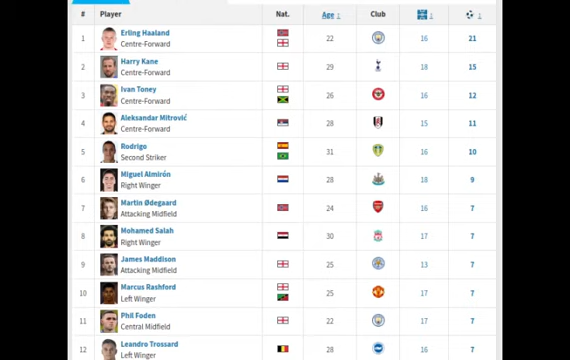 # Player Nat. Age Club
1 Erling Haaland 22 16 21
Centre-Forward
2 Harry Kane 29 18 15
Centre-Forward
3 Ivan Toney 26 16 12
Centre-Forward
4 Aleksandar Mitrović 28 15 11
Centre-Forward
5 Rodrigo 31 16 10
Second Striker
6 Miguel Almirón 28 18 9
Right Winger
7 Martin Ødegaard 24 16 7
Attacking Midfield
8 Mohamed Salah 30 17 7
Right Winger
9 James Maddison 25 13 7
Attacking Midfield
10 Marcus Rashford 25 17 7
Left Winger
11 Phil Foden 22 17 7
Central Midfield
12 Leandro Trossard 28 16 7
Left Winger